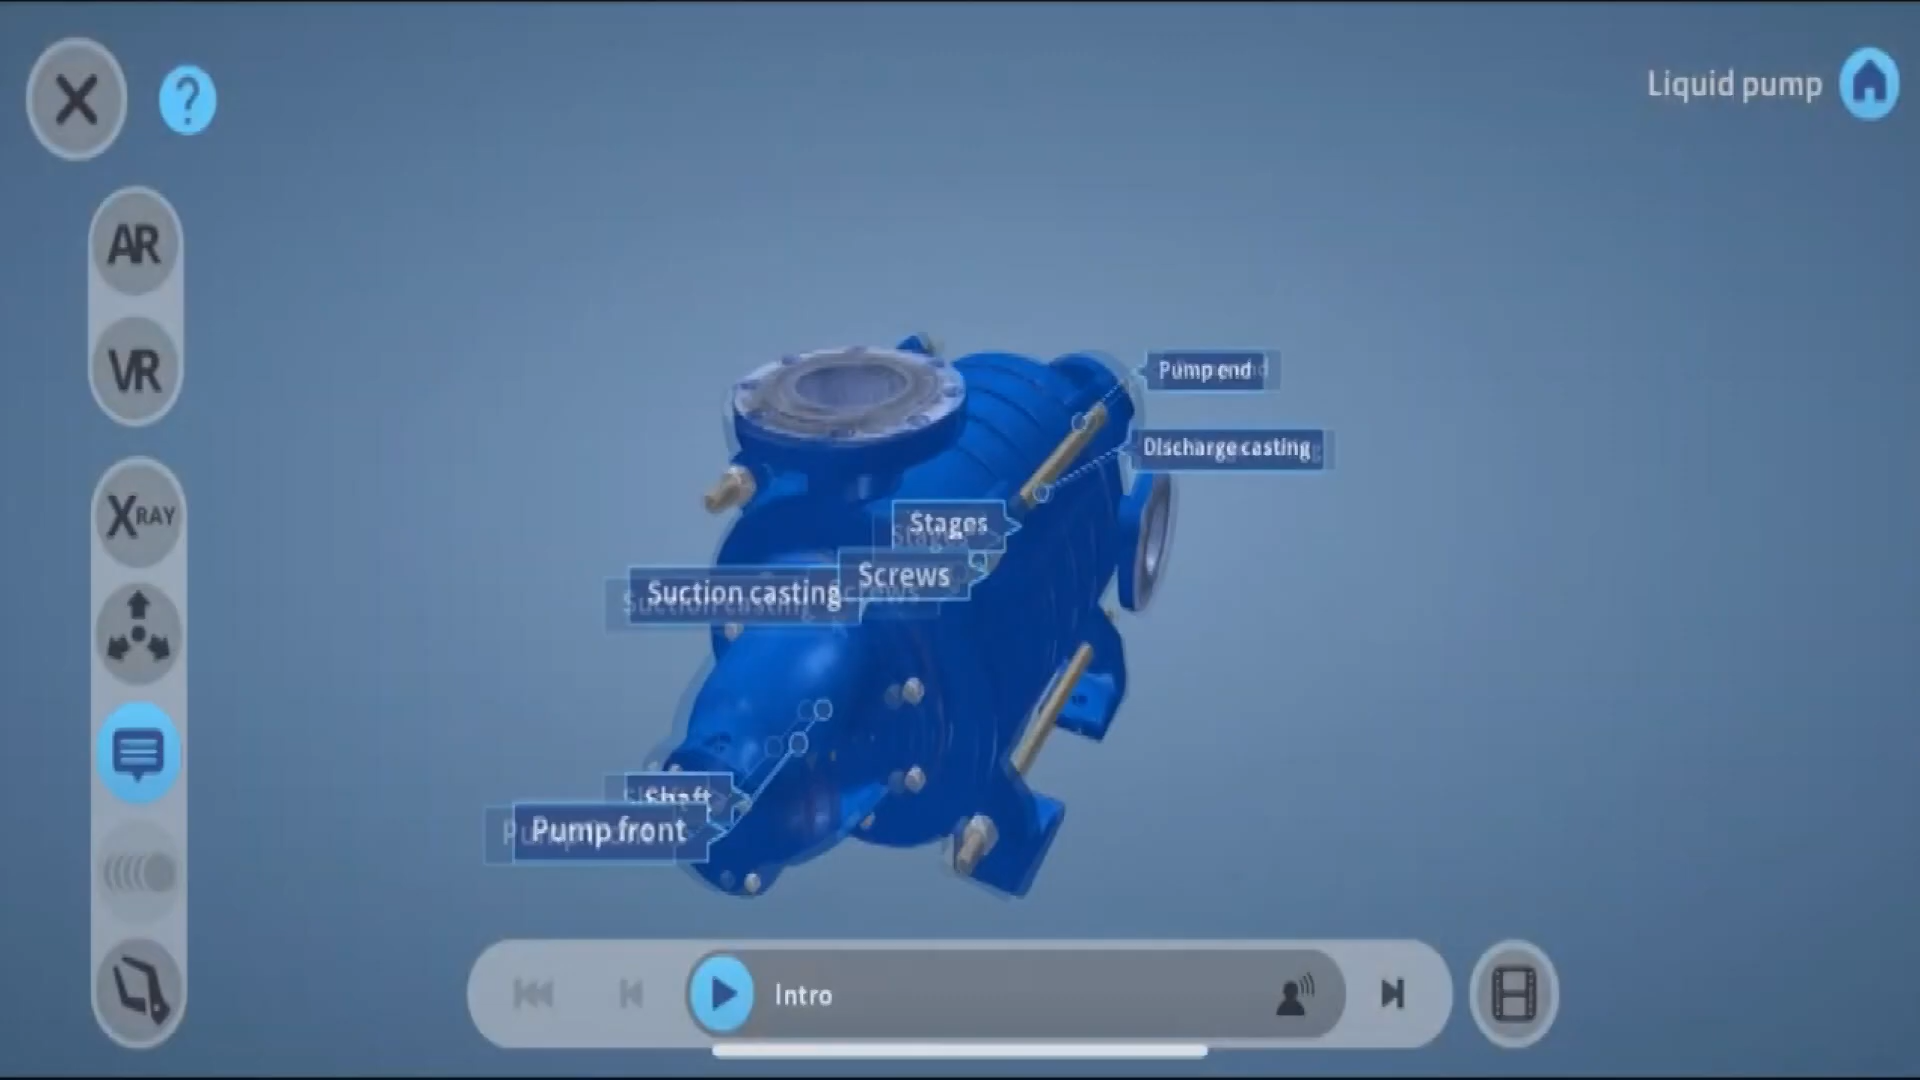 ?
Liquid pump
AR
VR
XRAY
Pump end
Discharge casting
Stages
Screws
Suction casting
Shaft
Pump front
Intro